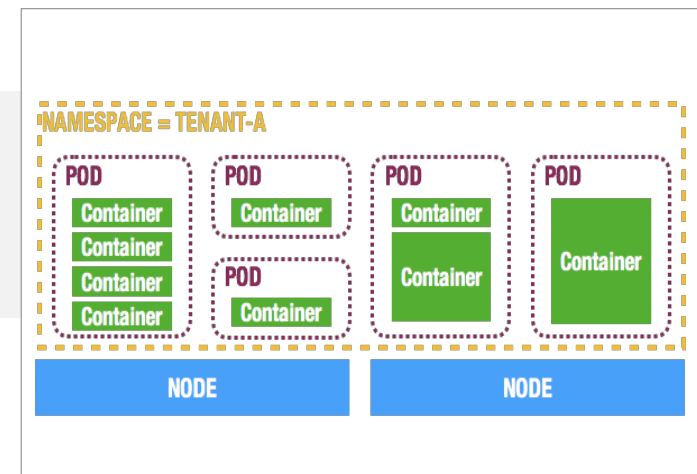 NAMESPACE = TENANT-A
POD
Container
Container
Container
Container
POD
Container
POD
Container
POD
Container
Container
POD
Container
NODE
NODE